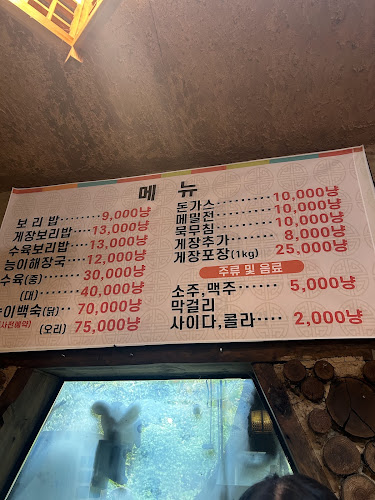 메 뉴
보리밥········9,000냥
게장보리밥····13,000냥
수육보리밥····13,000냥
능이해장국····12,000냥
수육(중)······30,000냥
(대)······40,000냥
이백숙(닭)··70,000냥
(오리) 75,000냥
돈가스··········10,000냥
메밀전··········10,000냥
묵무침··········10,000냥
게장추가········8,000냥
게장포장(1kg) 25,000냥
주류 및 음료
소주,맥주···· 5,000냥
막걸리
사이다,콜라···· 2,000냥